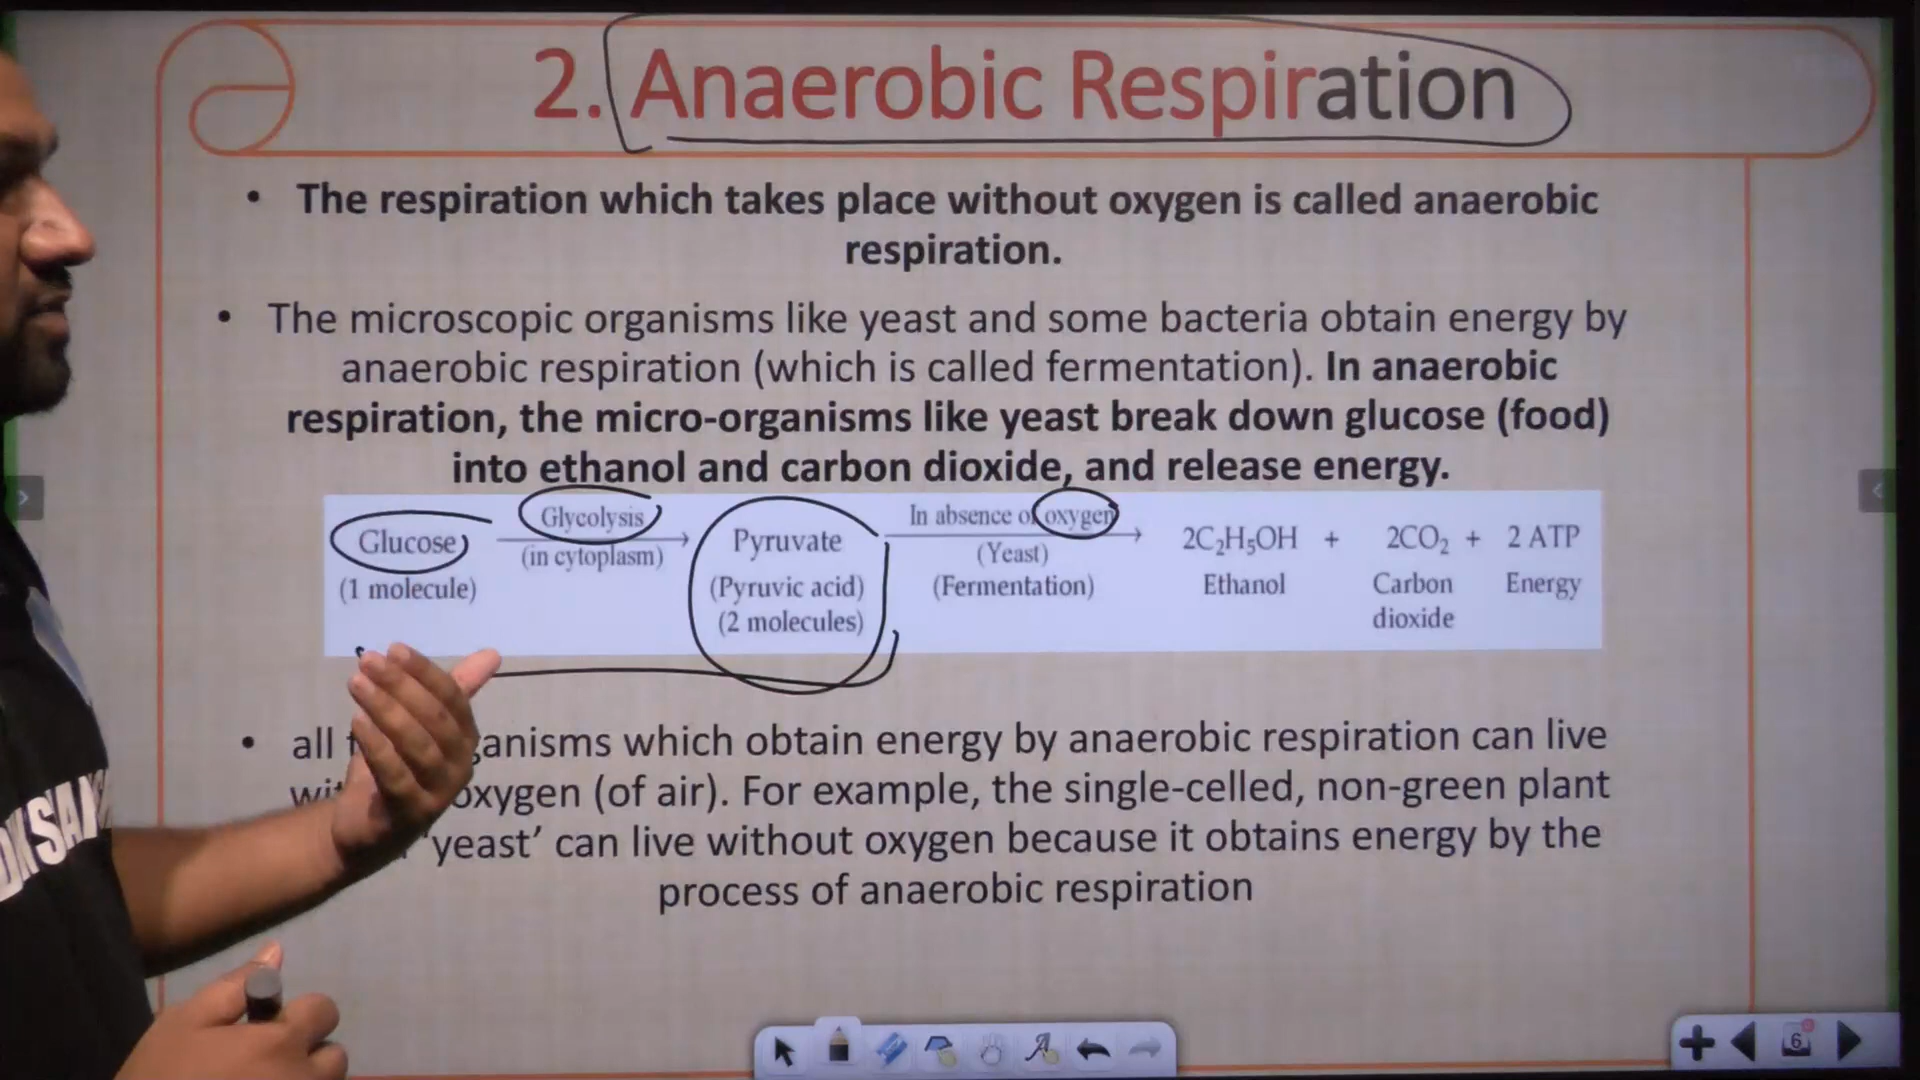 2. Anaerobic Respiration
• The respiration which takes place without oxygen is called anaerobic
respiration.
• The microscopic organisms like yeast and some bacteria obtain energy by
anaerobic respiration (which is called fermentation). In anaerobic
respiration, the micro-organisms like yeast break down glucose (food)
into ethanol and carbon dioxide, and release energy.
Glucose
(1 molecule)
Glycolysis
(in cytoplasm)
Pyruvate
(Pyruvic acid)
(2 molecules)
In absence of oxygen
(Yeast)
(Fermentation)
2C₂H₅OH + 2CO₂ + 2 ATP
Ethanol Carbon Energy
dioxide
• all anisms which obtain energy by anaerobic respiration can live
oxygen (of air). For example, the single-celled, non-green plant
'yeast' can live without oxygen because it obtains energy by the
process of anaerobic respiration
6